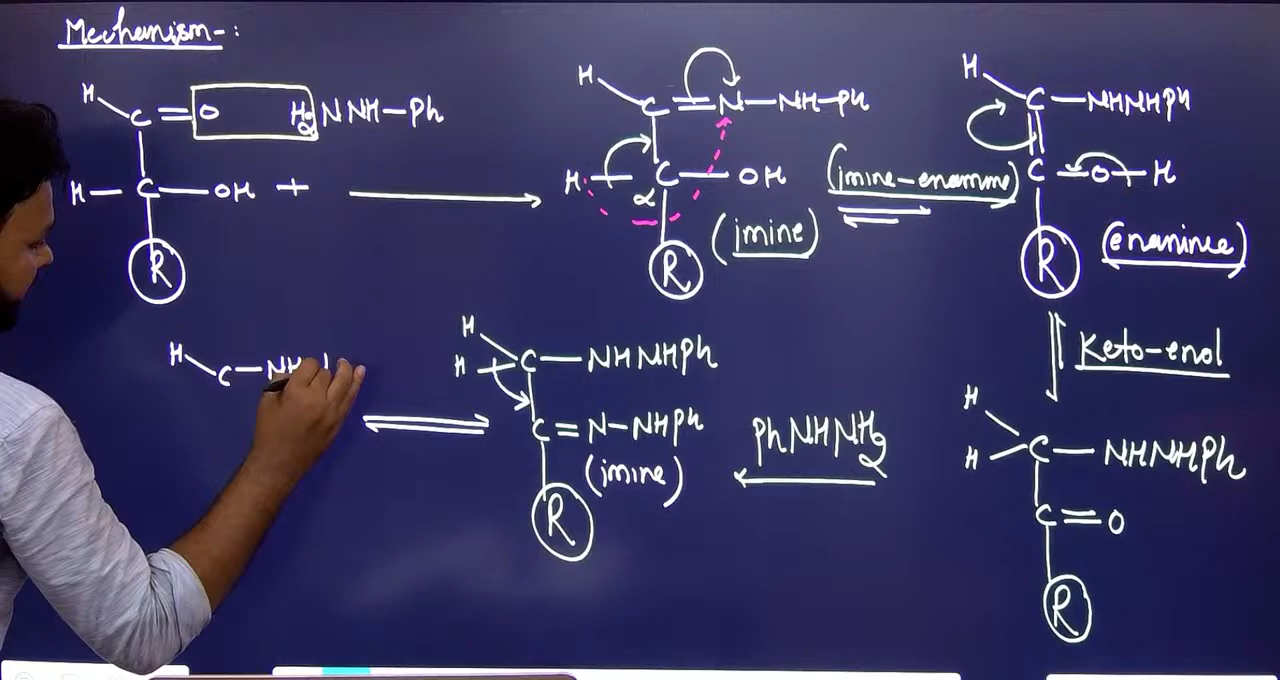 Mechanism-:
H C=O H2NNH-Ph
H-C-OH +
R
H C=N-NH-Ph
H-C-OH
α
(imine)
R
(imine-enamine)
H C-NHNHPh
C-O-H
(enamine)
R
Keto-enol
H
H C-NHNHPh
C=O
R
PhNHNH2
H
H C-NHNHPh
C=N-NHPh
(imine)
R
H C-NH